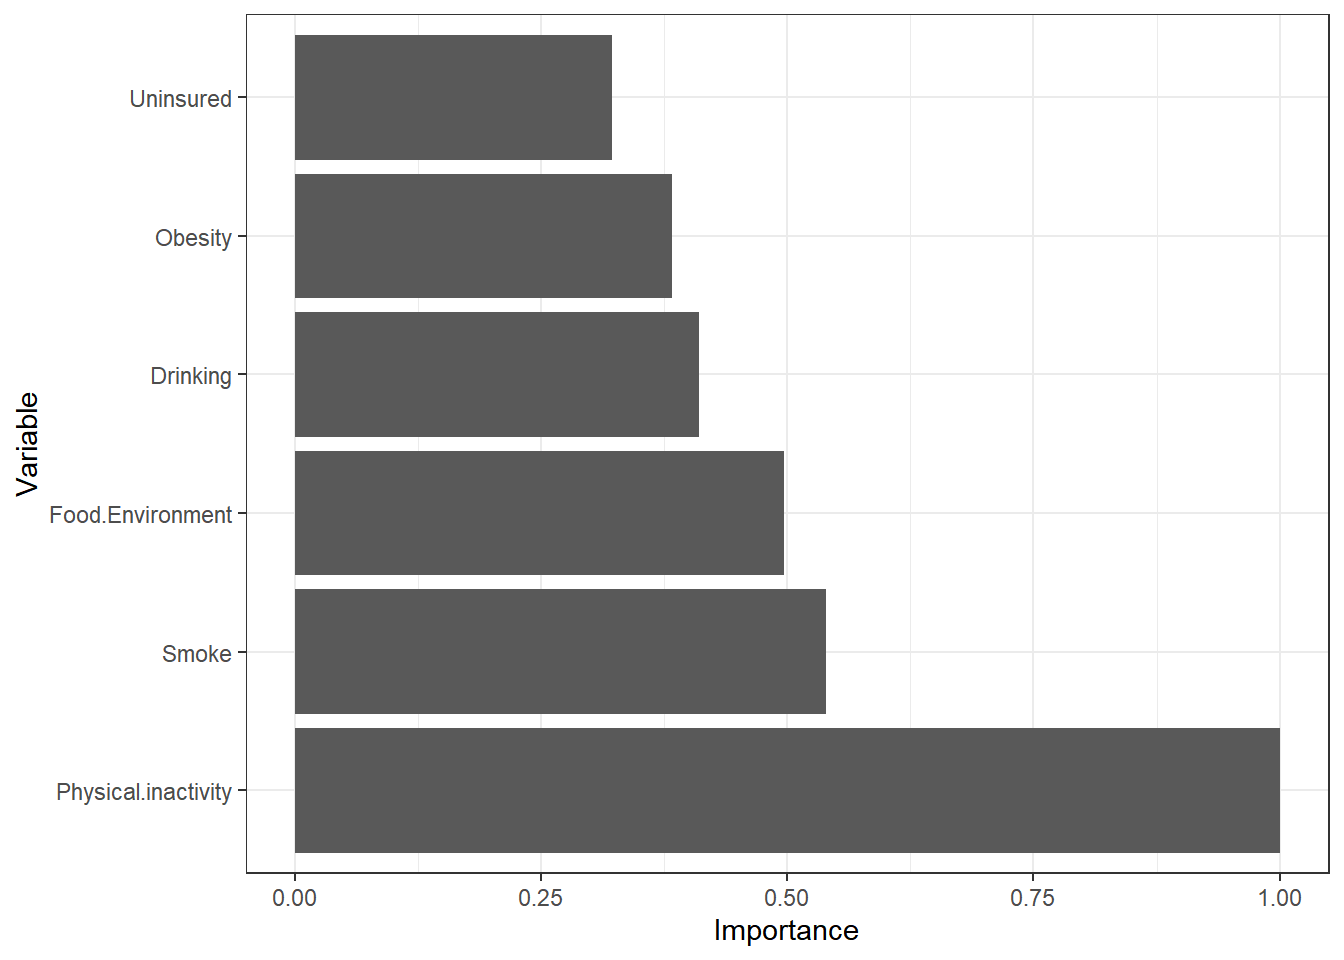 Uninsured
Obesity
Drinking
Food.Environment
Smoke
Physical.inactivity
Variable
0.00 0.25 0.50 0.75 1.00
Importance